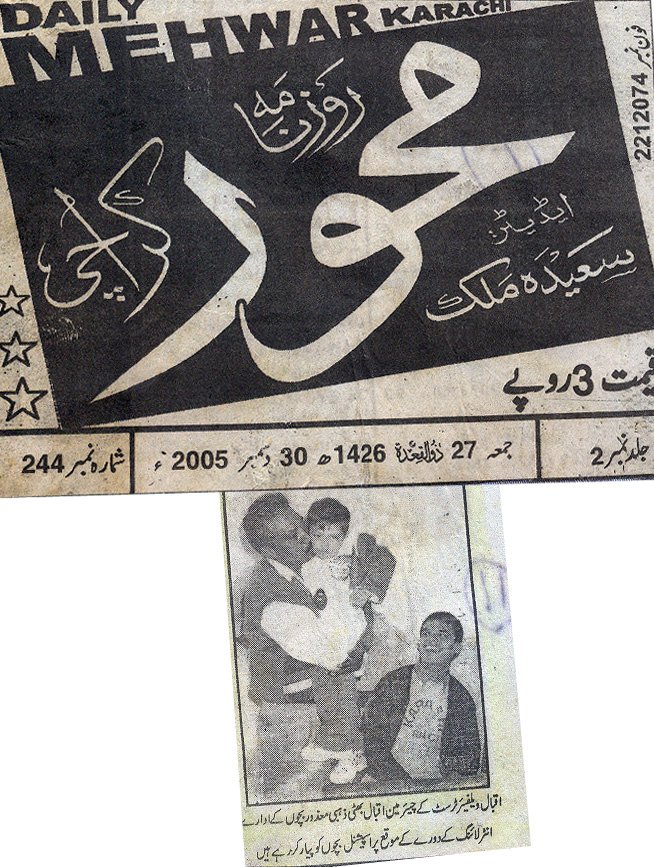 DAILY
MEHWAR KARACHI
روزنامہ
محور
کراچی
ایڈیٹر:
سعیدہ ملک
فون نمبر 2212074
قیمت 3 روپے
جلد نمبر 2
جمعہ 27 ذوالقعدۃ 1426ھ 30 دسمبر 2005ء
شمارہ نمبر 244
اقبال ویلفیئر ٹرسٹ کے چیئرمین اقبال بھٹی ذہنی معذور بچوں کے ادارے
انٹرلائنگ کے دورے کے موقع پر اسپیشل بچوں کو پیار کر رہے ہیں